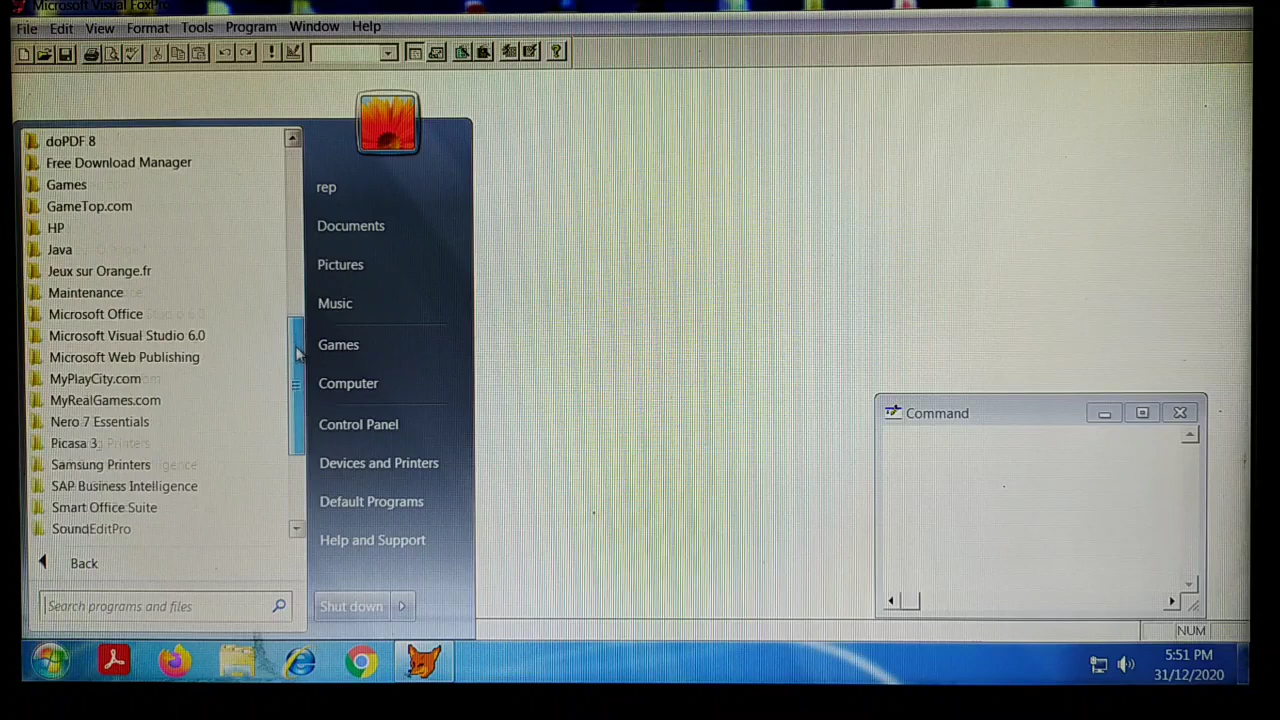 Microsoft Visual FoxPro
File Edit View Format Tools Program Window Help
doPDF 8
Free Download Manager
Games
GameTop.com
HP
Java
Jeux sur Orange.fr
Maintenance
Microsoft Office
Microsoft Visual Studio 6.0
Microsoft Web Publishing
MyPlayCity.com
MyRealGames.com
Nero 7 Essentials
Picasa 3
Samsung Printers
SAP Business Intelligence
Smart Office Suite
SoundEditPro
Back
Search programs and files
rep
Documents
Pictures
Music
Games
Computer
Control Panel
Devices and Printers
Default Programs
Help and Support
Shut down
Command
NUM
5:51 PM
31/12/2020